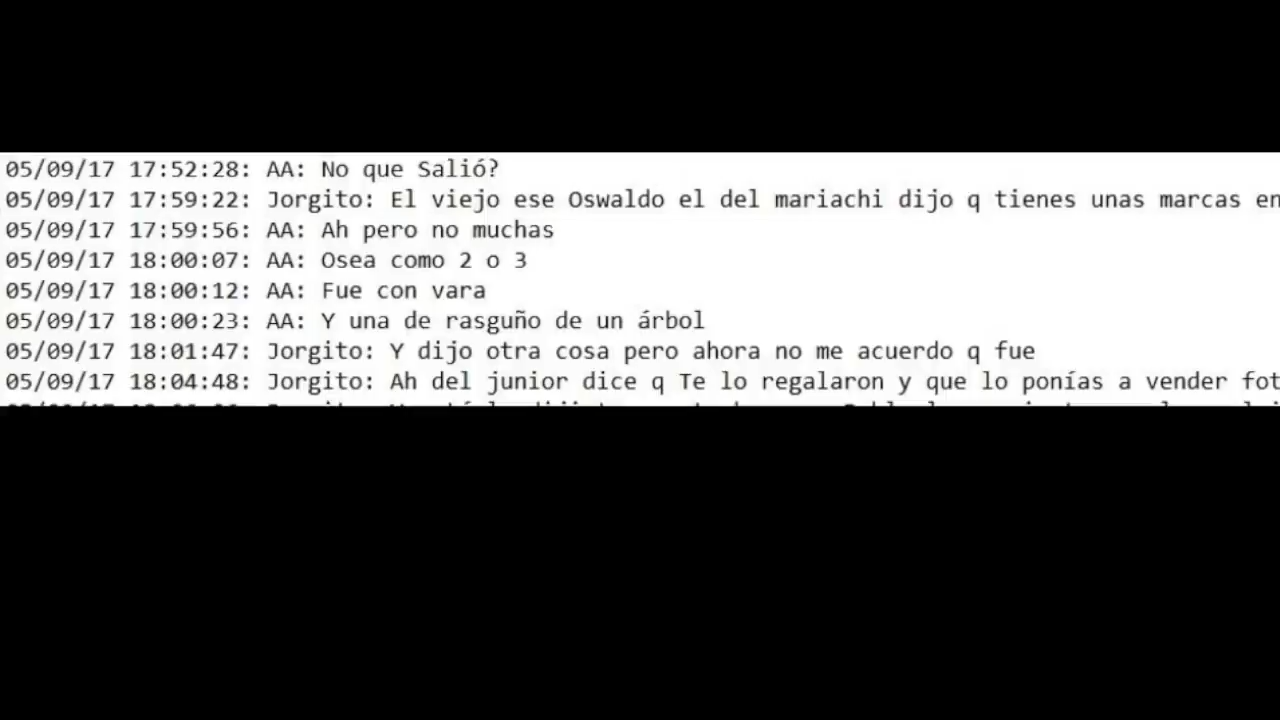 05/09/17 17:52:28: AA: No que Salió?
05/09/17 17:59:22: Jorgito: El viejo ese Oswaldo el del mariachi dijo q tienes unas marcas en
05/09/17 17:59:56: AA: Ah pero no muchas
05/09/17 18:00:07: AA: Osea como 2 o 3
05/09/17 18:00:12: AA: Fue con vara
05/09/17 18:00:23: AA: Y una de rasguño de un árbol
05/09/17 18:01:47: Jorgito: Y dijo otra cosa pero ahora no me acuerdo q fue
05/09/17 18:04:48: Jorgito: Ah del junior dice q Te lo regalaron y que lo ponías a vender fot